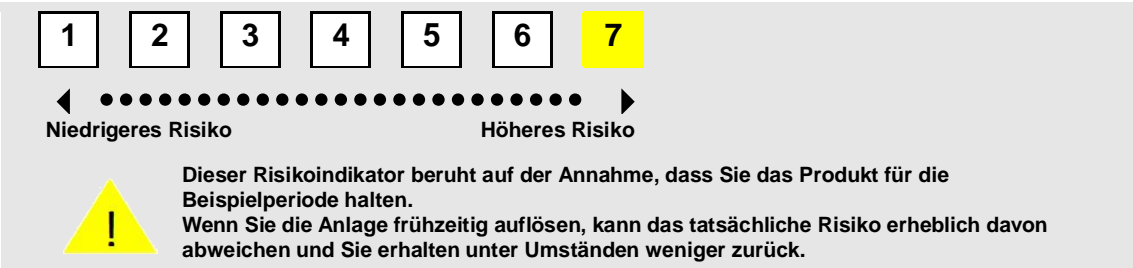 1 2 3 4 5 6 7
Niedrigeres Risiko Höheres Risiko
!
Dieser Risikoindikator beruht auf der Annahme, dass Sie das Produkt für die
Beispielperiode halten.
Wenn Sie die Anlage frühzeitig auflösen, kann das tatsächliche Risiko erheblich davon
abweichen und Sie erhalten unter Umständen weniger zurück.